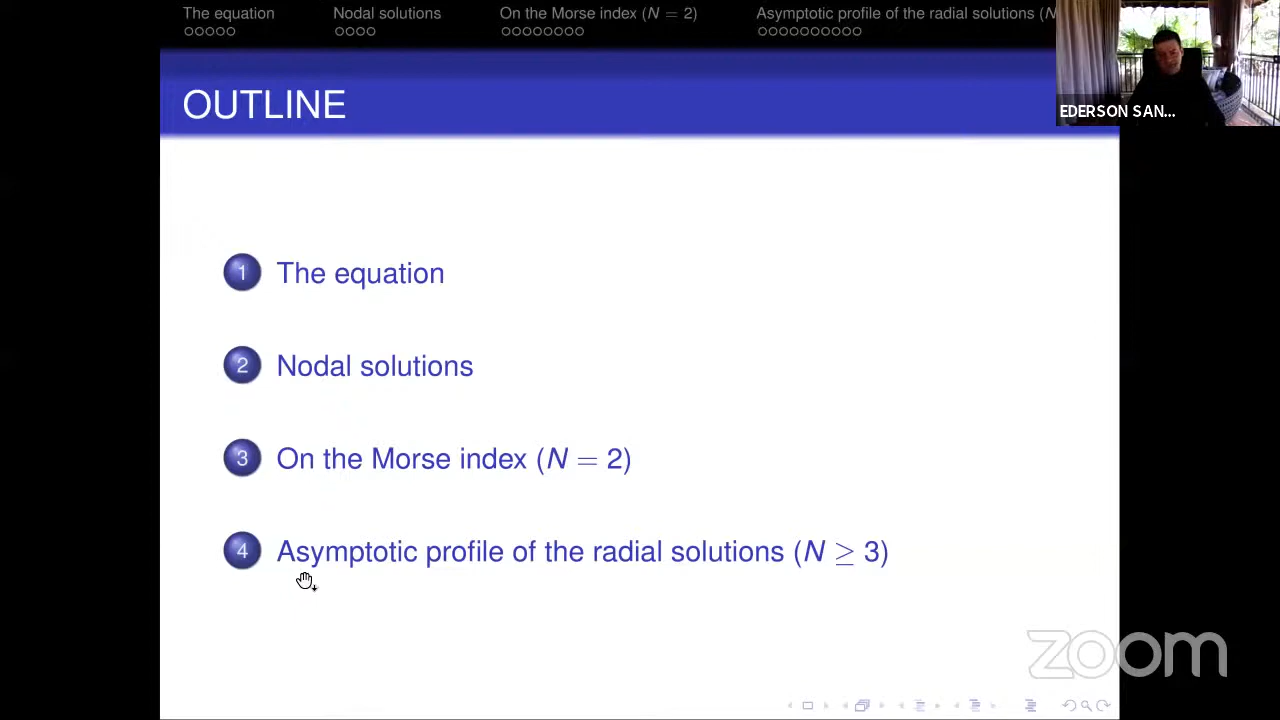 The equation
Nodal solutions
On the Morse index (N = 2)
Asymptotic profile of the radial solutions (N
EDERSON SAN...
OUTLINE
1 The equation
2 Nodal solutions
3 On the Morse index (N = 2)
4 Asymptotic profile of the radial solutions (N ≥ 3)
zoom